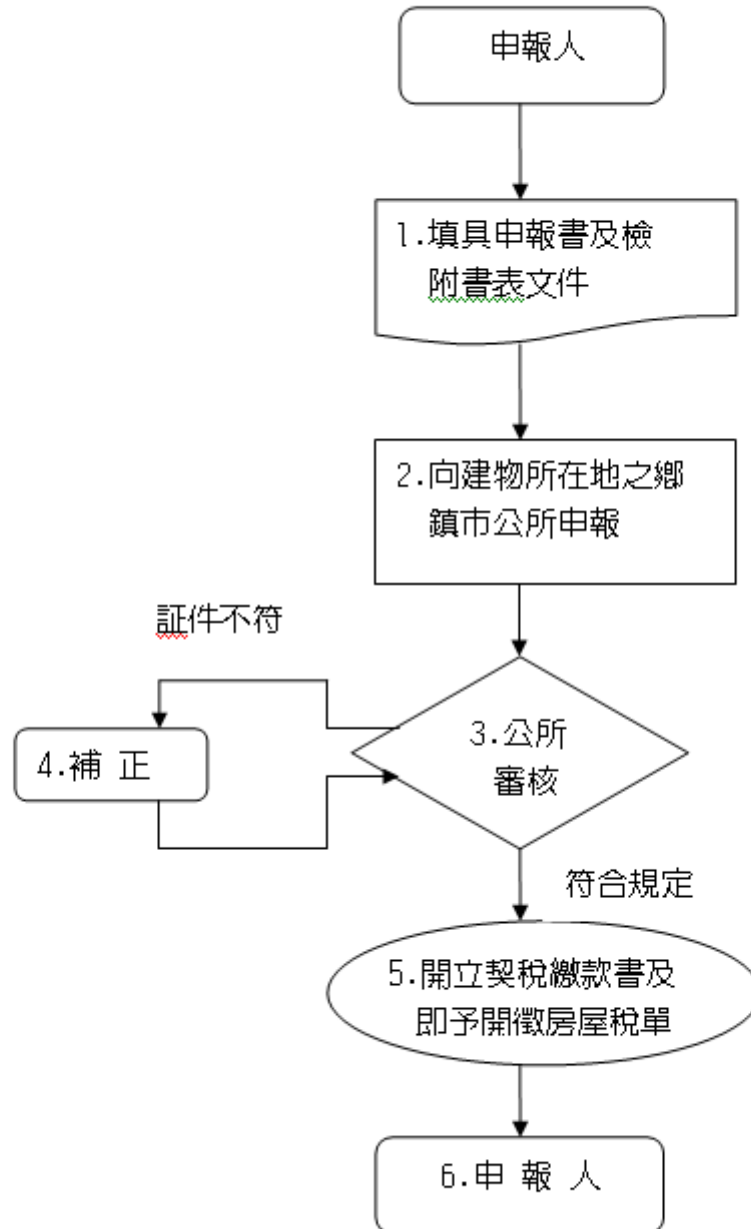 申報人
1.填具申報書及檢
附書表文件
2.向建物所在地之鄉
鎮市公所申報
証件不符
3.公所
審核
4.補 正
符合規定
5.開立契稅繳款書及
即予開徵房屋稅單
6.申 報 人